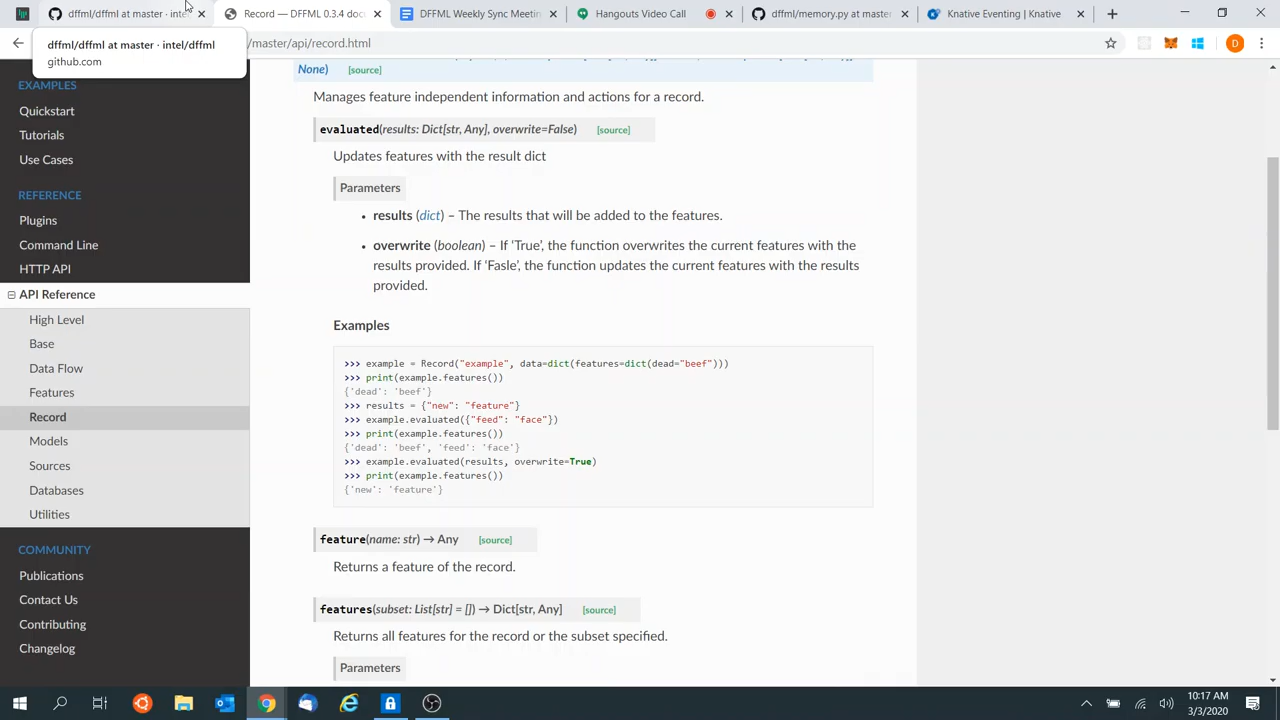 dffml/dffml at master · inte
Record — DFFML 0.3.4 doc
DFFML Weekly Sync Meetin
Hangouts Video Call
dffml/memory.py at master
Knative Eventing | Knative
/master/api/record.html
dffml/dffml at master · intel/dffml
github.com
EXAMPLES
Quickstart
Tutorials
Use Cases
REFERENCE
Plugins
Command Line
HTTP API
API Reference
High Level
Base
Data Flow
Features
Record
Models
Sources
Databases
Utilities
COMMUNITY
Publications
Contact Us
Contributing
Changelog
None) [source]
Manages feature independent information and actions for a record.
evaluated(results: Dict[str, Any], overwrite=False) [source]
Updates features with the result dict
Parameters
• results (dict) – The results that will be added to the features.
• overwrite (boolean) – If 'True', the function overwrites the current features with the
results provided. If 'Fasle', the function updates the current features with the results
provided.
Examples
>>> example = Record("example", data=dict(features=dict(dead="beef")))
>>> print(example.features())
{'dead': 'beef'}
>>> results = {"new": "feature"}
>>> example.evaluated({"feed": "face"})
>>> print(example.features())
{'dead': 'beef', 'feed': 'face'}
>>> example.evaluated(results, overwrite=True)
>>> print(example.features())
{'new': 'feature'}
feature(name: str) → Any [source]
Returns a feature of the record.
features(subset: List[str] = []) → Dict[str, Any] [source]
Returns all features for the record or the subset specified.
Parameters
D
10:17 AM
3/3/2020